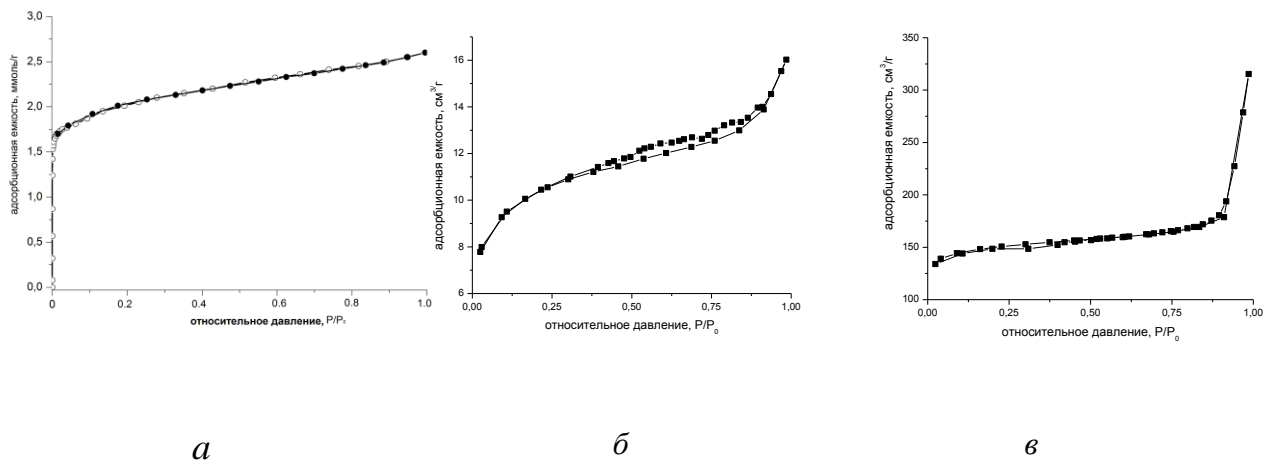 адсорбционная емкость, ммоль/г
3,0
2,5
2,0
1,5
1,0
0,5
0,0
0 0.2 0.4 0.6 0.8 1.0
относительное давление, P/P₀
адсорбционная емкость, см³/г
16
14
12
10
8
6
0,00 0,25 0,50 0,75 1,00
относительное давление, P/P₀
адсорбционная емкость, см³/г
350
300
250
200
150
100
0,00 0,25 0,50 0,75 1,00
относительное давление, P/P₀
а б в